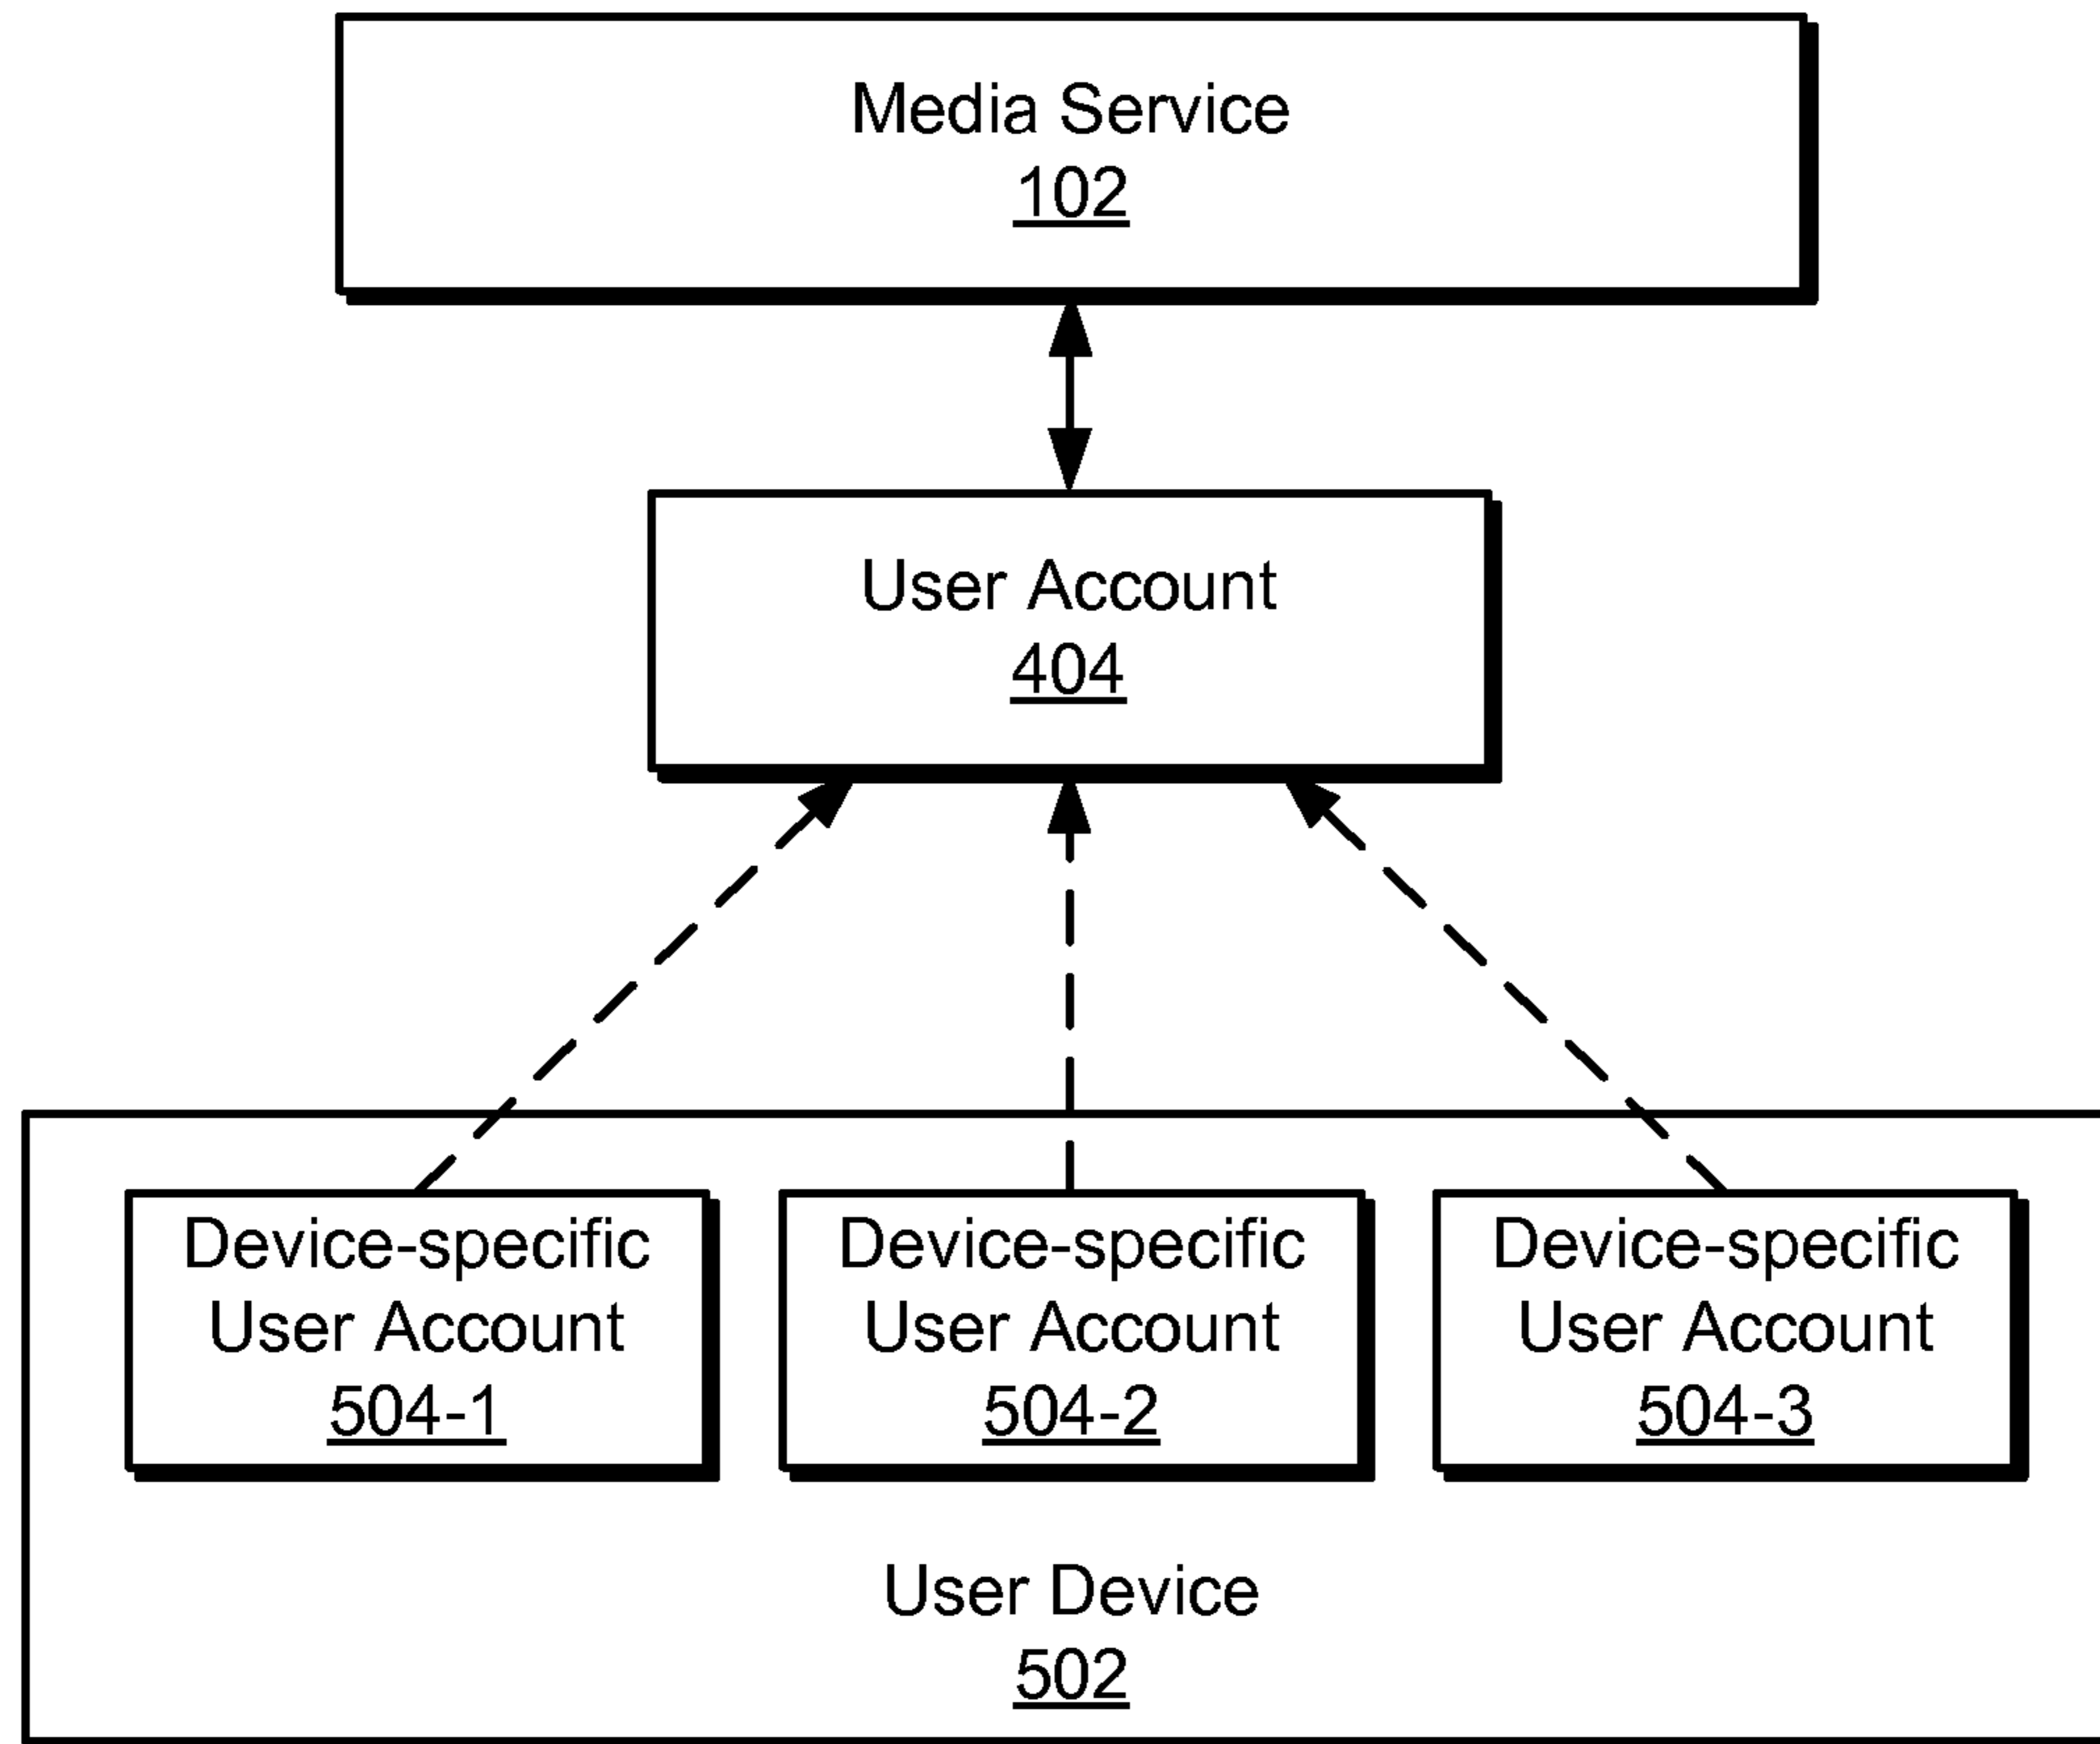 Media Service
102
User Account
404
Device-specific
User Account
504-1
Device-specific
User Account
504-2
Device-specific
User Account
504-3
User Device
502